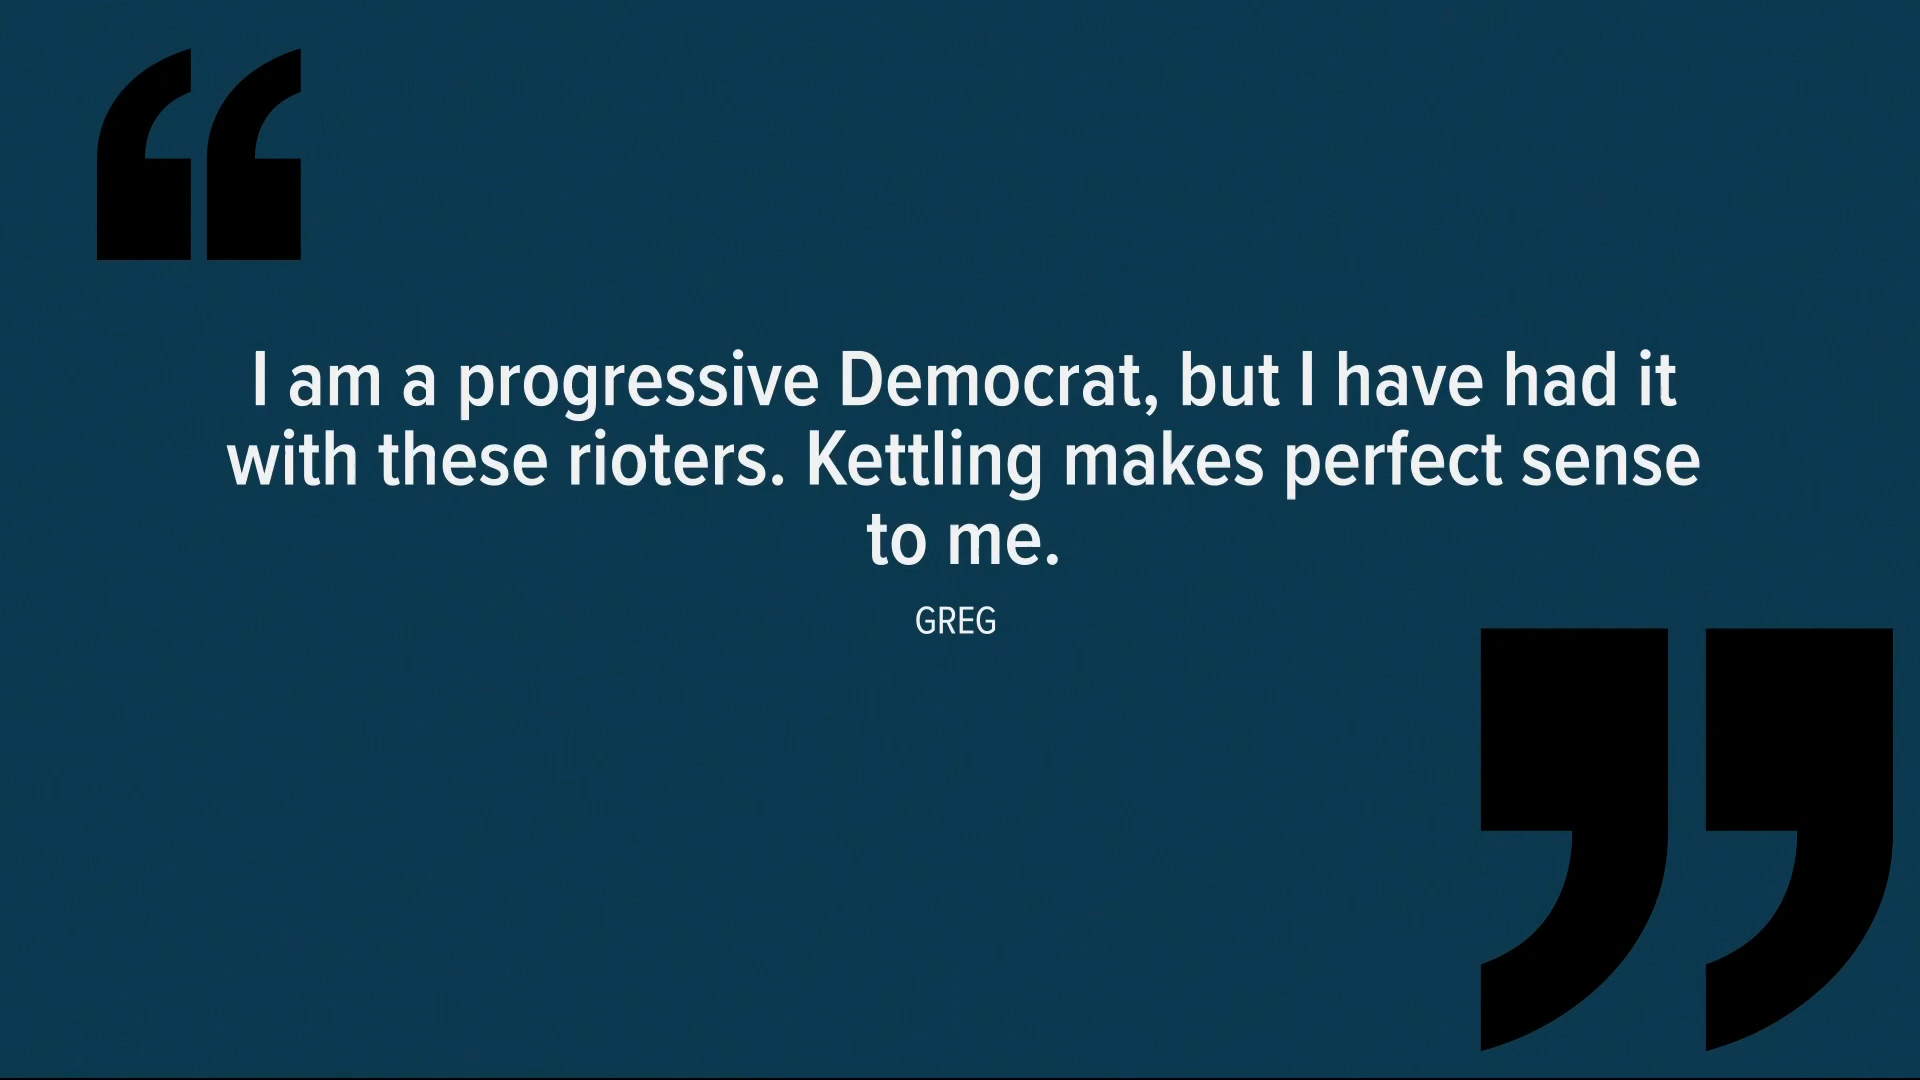 I am a progressive Democrat, but I have had it
with these rioters. Kettling makes perfect sense
to me.
GREG